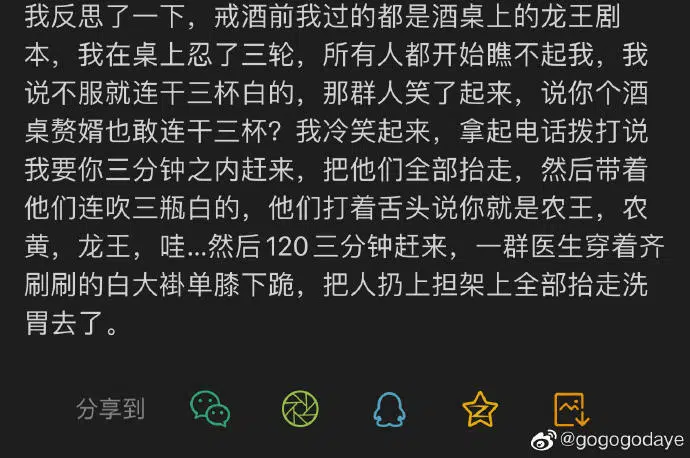 我反思了一下，戒酒前我过的都是酒桌上的龙王剧
本，我在桌上忍了三轮，所有人都开始瞧不起我，我
说不服就连干三杯白的，那群人笑了起来，说你个酒
桌赘婿也敢连干三杯？我冷笑起来，拿起电话拨打说
我要你三分钟之内赶来，把他们全部抬走，然后带着
他们连吹三瓶白的，他们打着舌头说你就是农王，农
黄，龙王，哇...然后120三分钟赶来，一群医生穿着齐
刷刷的白大褂单膝下跪，把人扔上担架上全部抬走洗
胃去了。
分享到
@gogogodaye